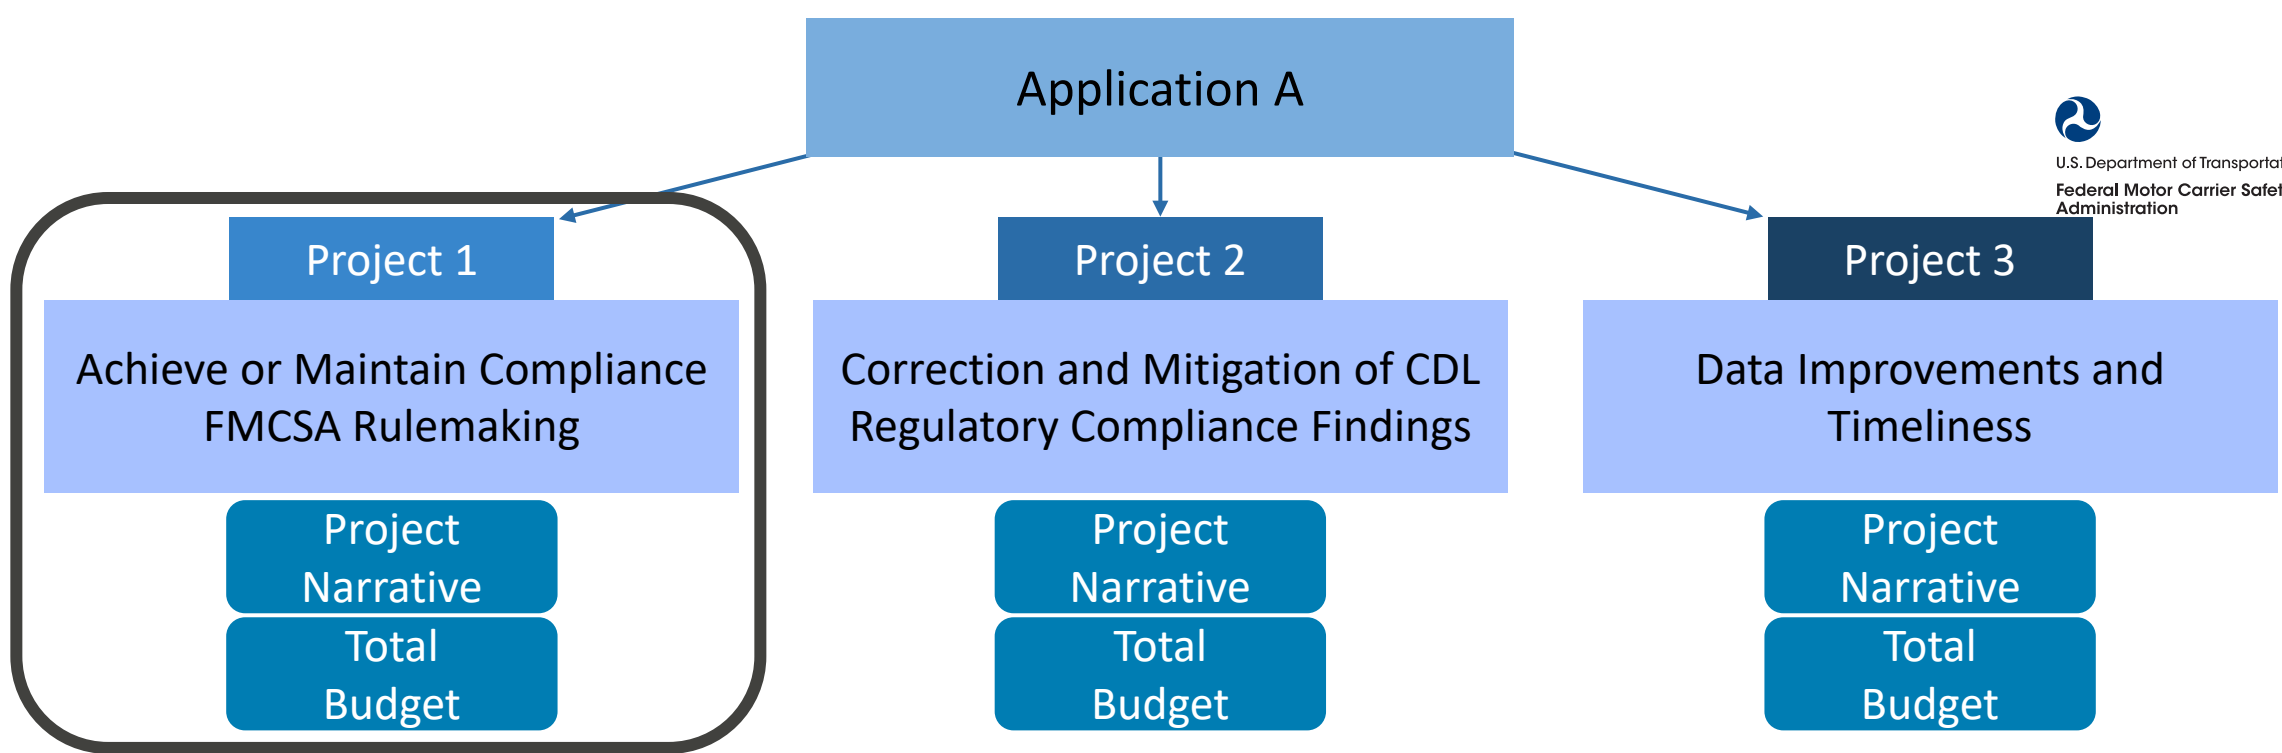 Application A
U.S. Department of
Federal Motor Carrier
Administration
Project 1
Project 2
Project 3
Achieve or Maintain Compliance
FMCSA Rulemaking
Correction and Mitigation of CDL
Regulatory Compliance Findings
Data Improvements and
Timeliness
Project
Narrative
Total
Budget
Project
Narrative
Total
Budget
Project
Narrative
Total
Budget